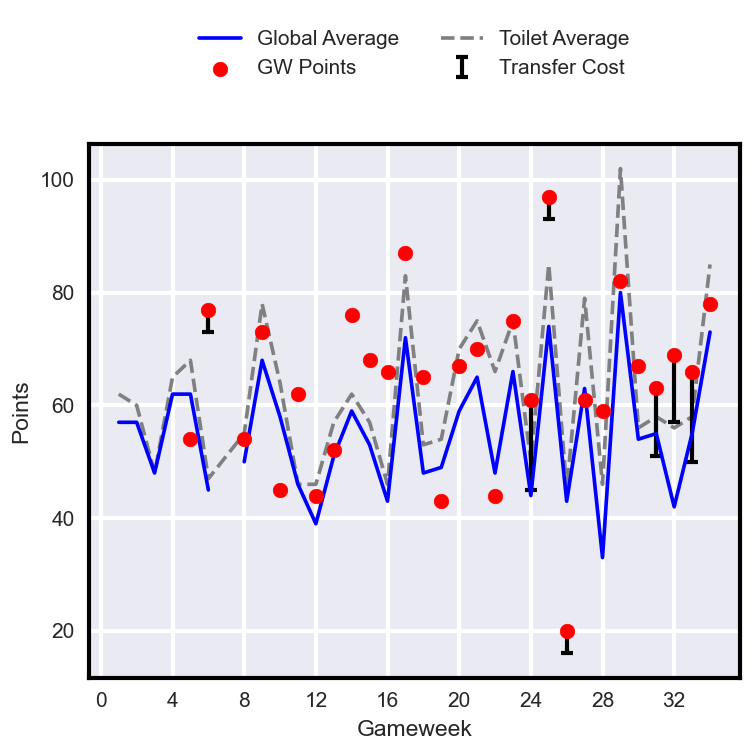 Global Average
Toilet Average
GW Points
Transfer Cost
100
80
60
40
20
Points
0 4 8 12 16 20 24 28 32
Gameweek